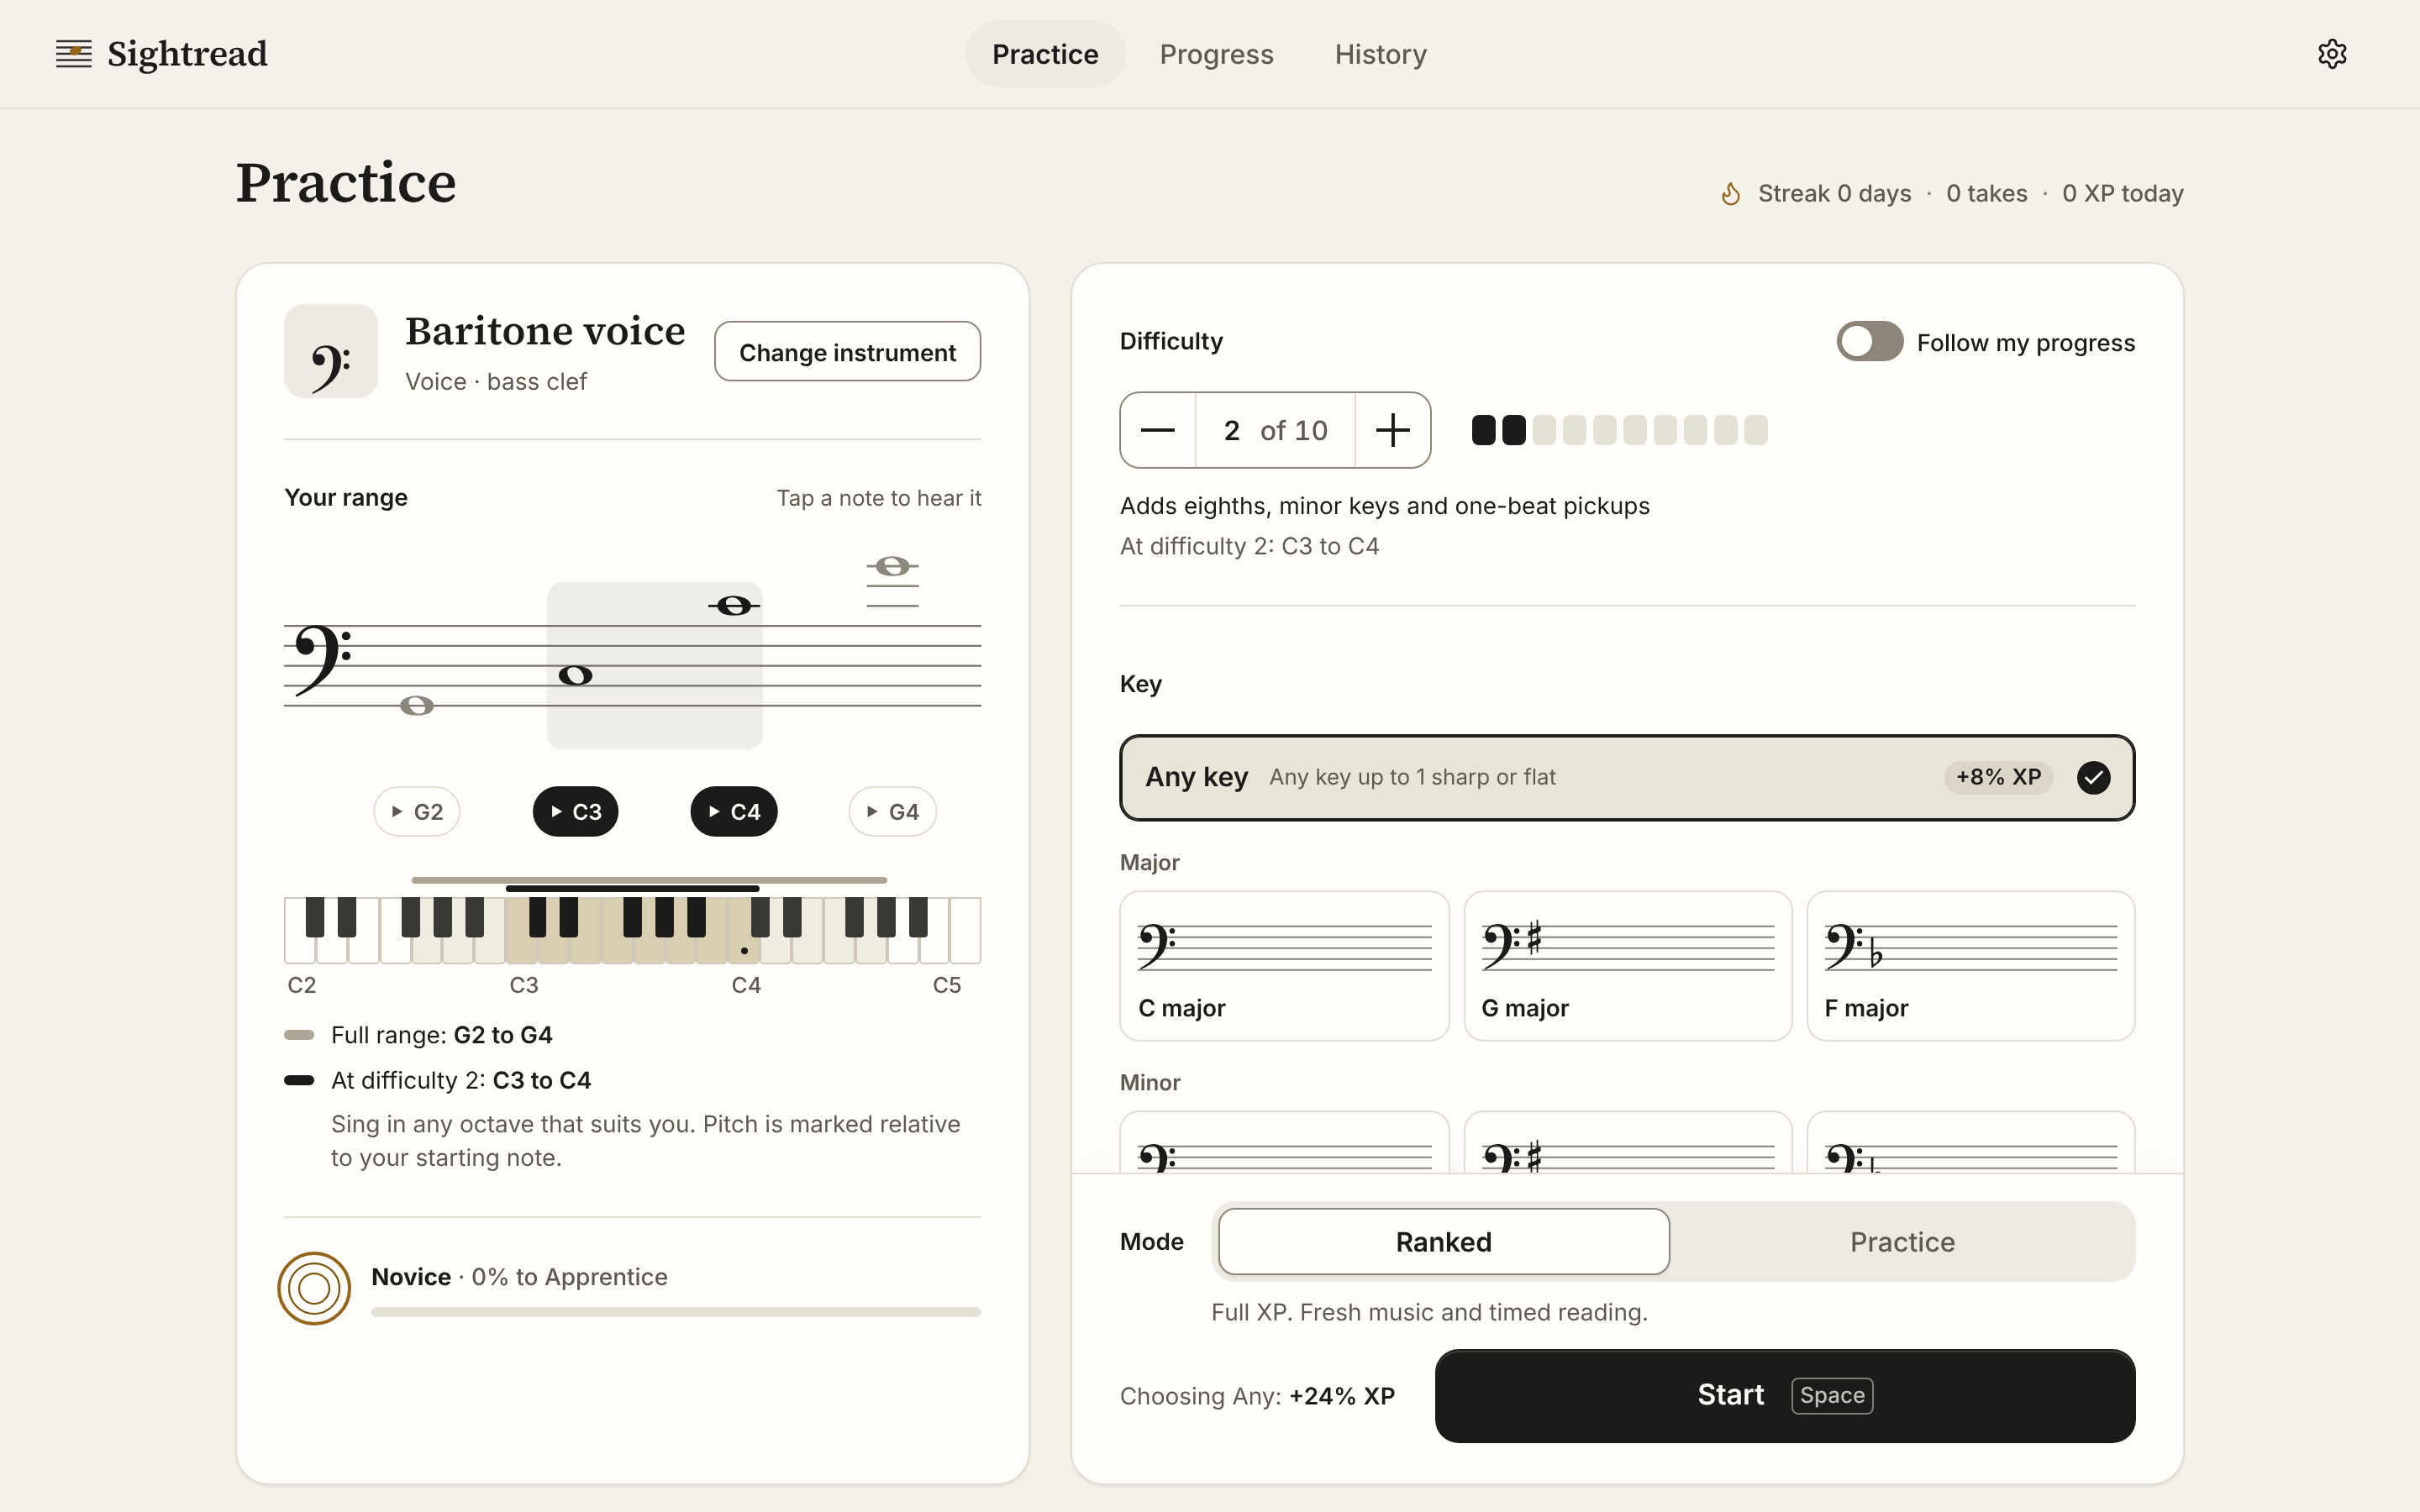 Sightread
Practice
Progress
History
Practice
Streak 0 days · 0 takes · 0 XP today
Baritone voice
Voice · bass clef
Change instrument
Your range
Tap a note to hear it
G2
C3
C4
G4
C2
C3
C4
C5
Full range: G2 to G4
At difficulty 2: C3 to C4
Sing in any octave that suits you. Pitch is marked relative
to your starting note.
Novice · 0% to Apprentice
Difficulty
Follow my progress
2 of 10
Adds eighths, minor keys and one-beat pickups
At difficulty 2: C3 to C4
Key
Any key
Any key up to 1 sharp or flat
+8% XP
Major
C major
G major
F major
Minor
Mode
Ranked
Practice
Full XP. Fresh music and timed reading.
Choosing Any: +24% XP
Start
Space